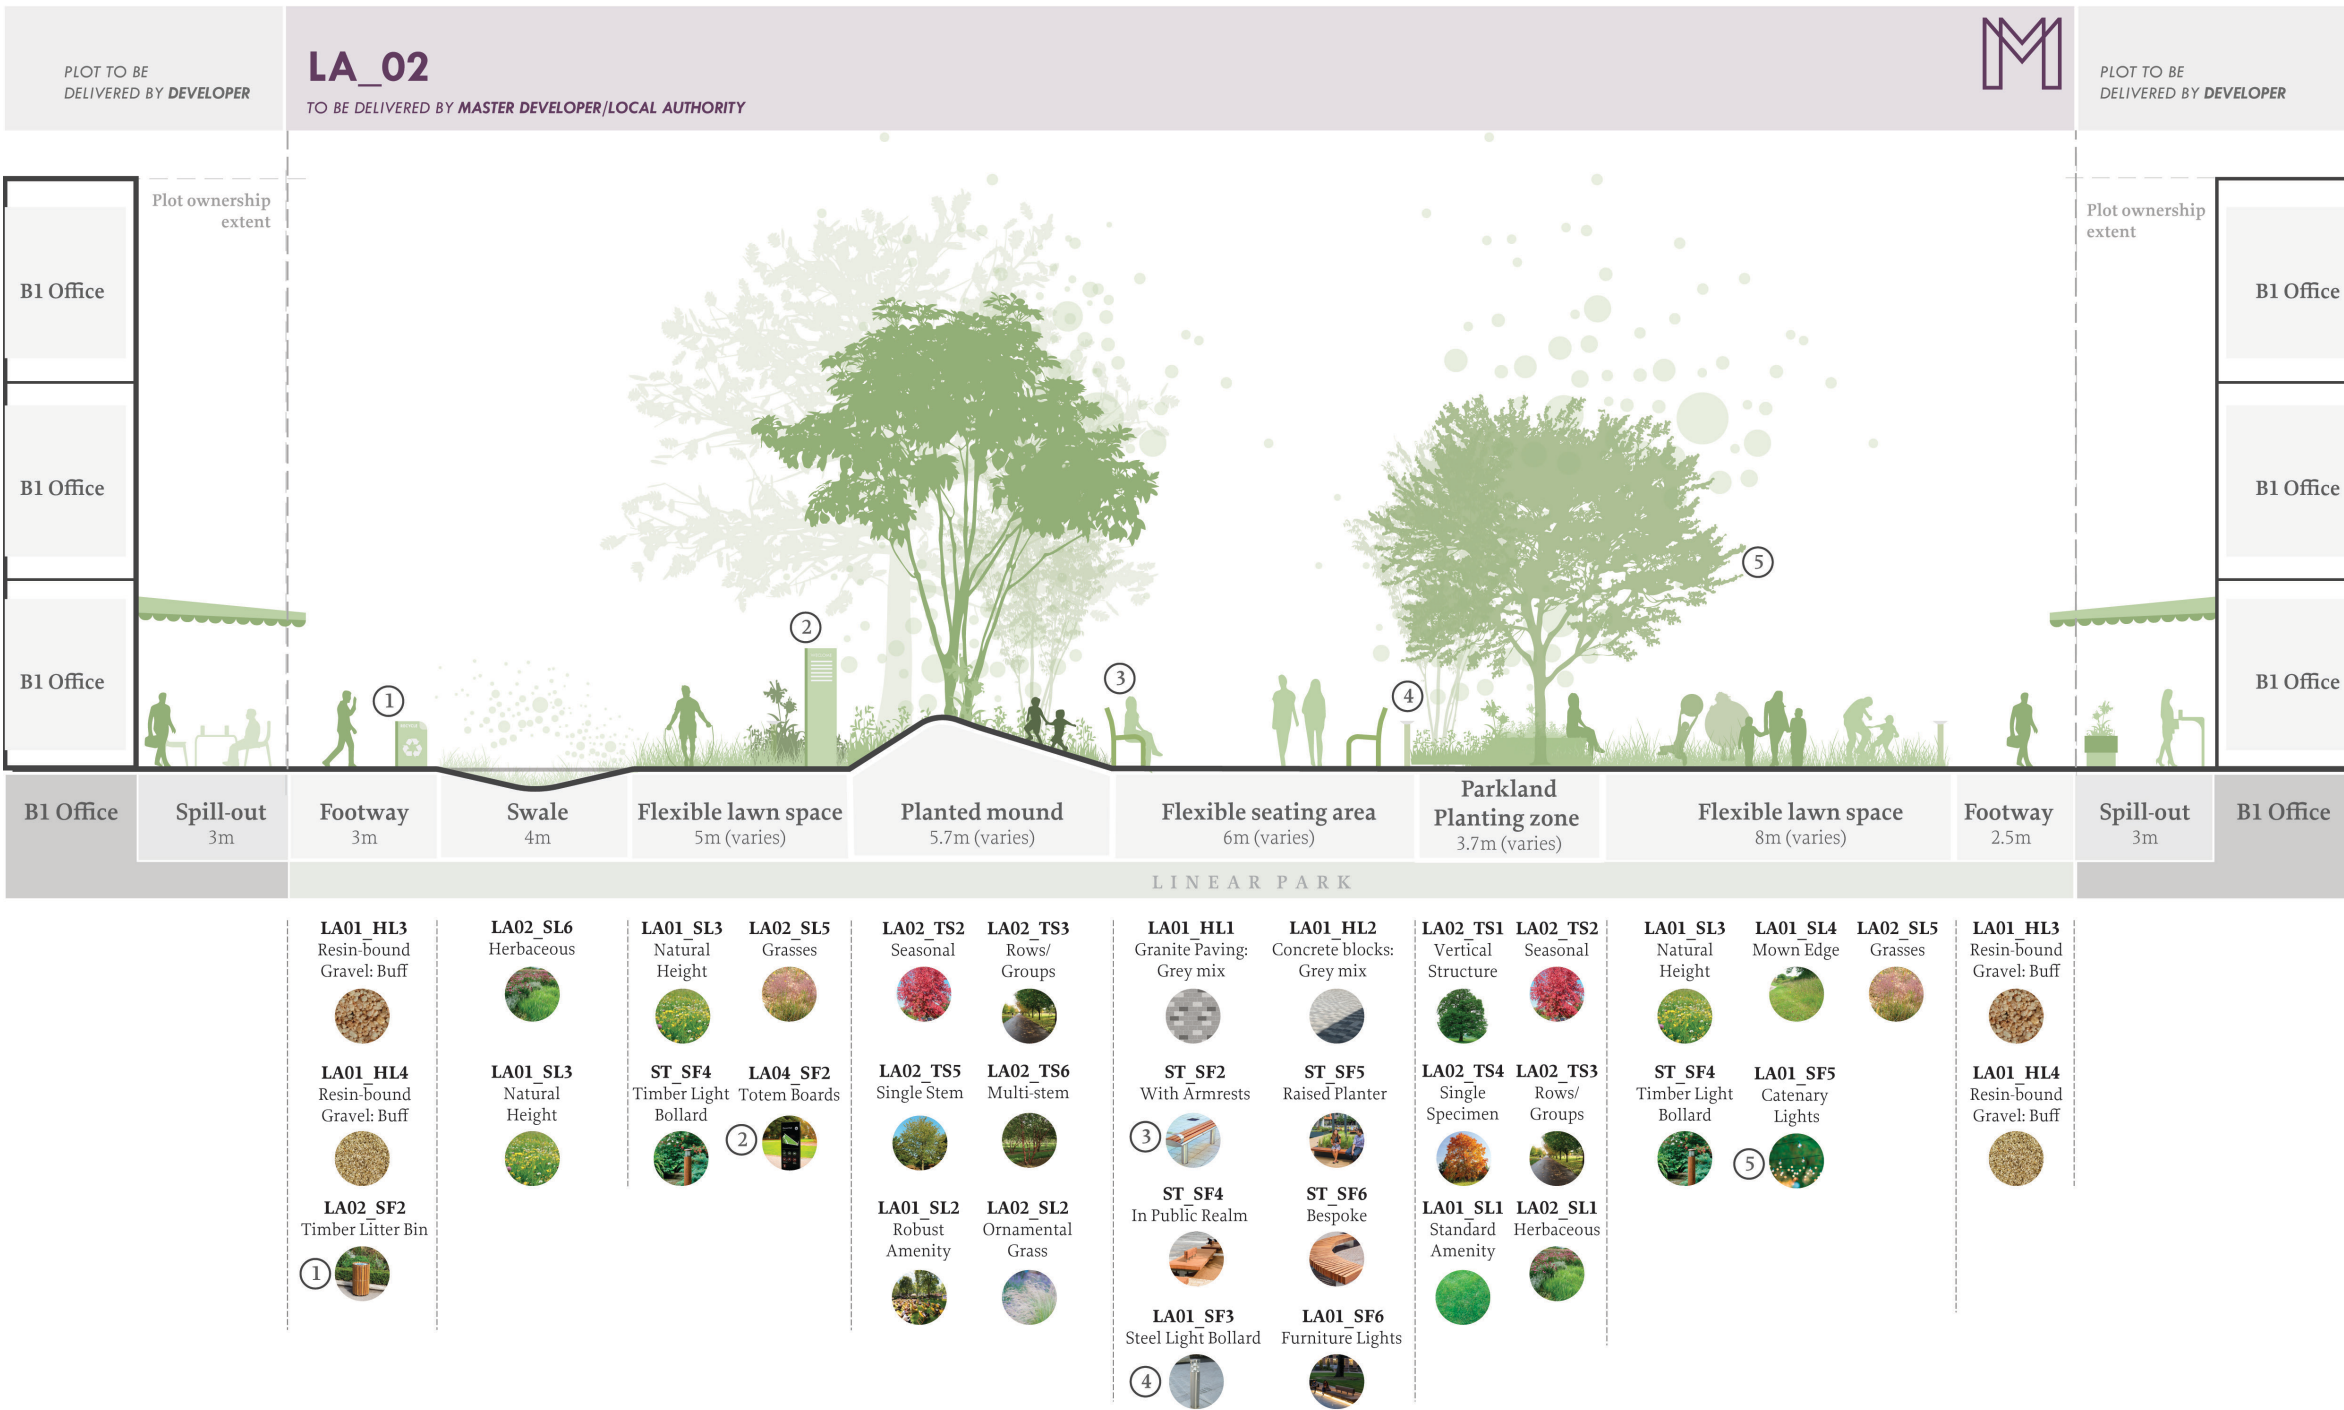 PLOT TO BE
DELIVERED BY DEVELOPER
LA_02
TO BE DELIVERED BY MASTER DEVELOPER/LOCAL AUTHORITY
M
PLOT TO BE
DELIVERED BY DEVELOPER
Plot ownership
extent
Plot ownership
extent
B1 Office
B1 Office
B1 Office
B1 Office
B1 Office
B1 Office
1
2
3
4
5
B1 Office
Spill-out
3m
Footway
3m
Swale
4m
Flexible lawn space
5m (varies)
Planted mound
5.7m (varies)
Flexible seating area
6m (varies)
Parkland
Planting zone
3.7m (varies)
Flexible lawn space
8m (varies)
Footway
2.5m
Spill-out
3m
B1 Office
LINEAR PARK
LA01_HL3
Resin-bound
Gravel: Buff
LA01_HL4
Resin-bound
Gravel: Buff
LA02_SF2
Timber Litter Bin
1
LA02_SL6
Herbaceous
LA01_SL3
Natural
Height
LA01_SL3
Natural
Height
LA02_SL5
Grasses
ST_SF4
Timber Light
Bollard
LA04_SF2
Totem Boards
2
LA02_TS2
Seasonal
LA02_TS3
Rows/
Groups
LA02_TS5
Single Stem
LA02_TS6
Multi-stem
LA01_SL2
Robust
Amenity
LA02_SL2
Ornamental
Grass
LA01_HL1
Granite Paving:
Grey mix
LA01_HL2
Concrete blocks:
Grey mix
ST_SF2
With Armrests
3
ST_SF5
Raised Planter
ST_SF4
In Public Realm
ST_SF6
Bespoke
LA01_SF3
Steel Light Bollard
4
LA01_SF6
Furniture Lights
LA02_TS1
Vertical
Structure
LA02_TS2
Seasonal
LA02_TS4
Single
Specimen
LA02_TS3
Rows/
Groups
LA01_SL1
Standard
Amenity
LA02_SL1
Herbaceous
LA01_SL3
Natural
Height
LA01_SL4
Mown Edge
LA02_SL5
Grasses
ST_SF4
Timber Light
Bollard
LA01_SF5
Catenary
Lights
5
LA01_HL3
Resin-bound
Gravel: Buff
LA01_HL4
Resin-bound
Gravel: Buff